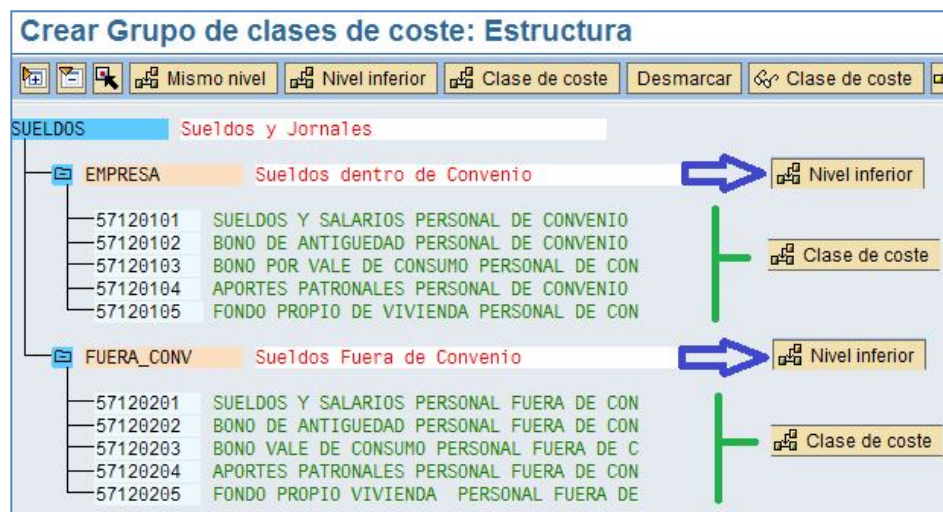 Crear Grupo de clases de coste: Estructura
Mismo nivel Nivel inferior Clase de coste Desmarcar Clase de coste
SUELDOS Sueldos y Jornales
EMPRESA Sueldos dentro de Convenio Nivel inferior
57120101 SUELDOS Y SALARIOS PERSONAL DE CONVENIO
57120102 BONO DE ANTIGUEDAD PERSONAL DE CONVENIO
57120103 BONO POR VALE DE CONSUMO PERSONAL DE CON
Clase de coste
57120104 APORTES PATRONALES PERSONAL DE CONVENIO
57120105 FONDO PROPIO DE VIVIENDA PERSONAL DE CON
FUERA_CONV Sueldos Fuera de Convenio Nivel inferior
57120201 SUELDOS Y SALARIOS PERSONAL FUERA DE CON
57120202 BONO DE ANTIGUEDAD PERSONAL FUERA DE CON
57120203 BONO VALE DE CONSUMO PERSONAL FUERA DE C
Clase de coste
57120204 APORTES PATRONALES PERSONAL FUERA DE CON
57120205 FONDO PROPIO VIVIENDA PERSONAL FUERA DE